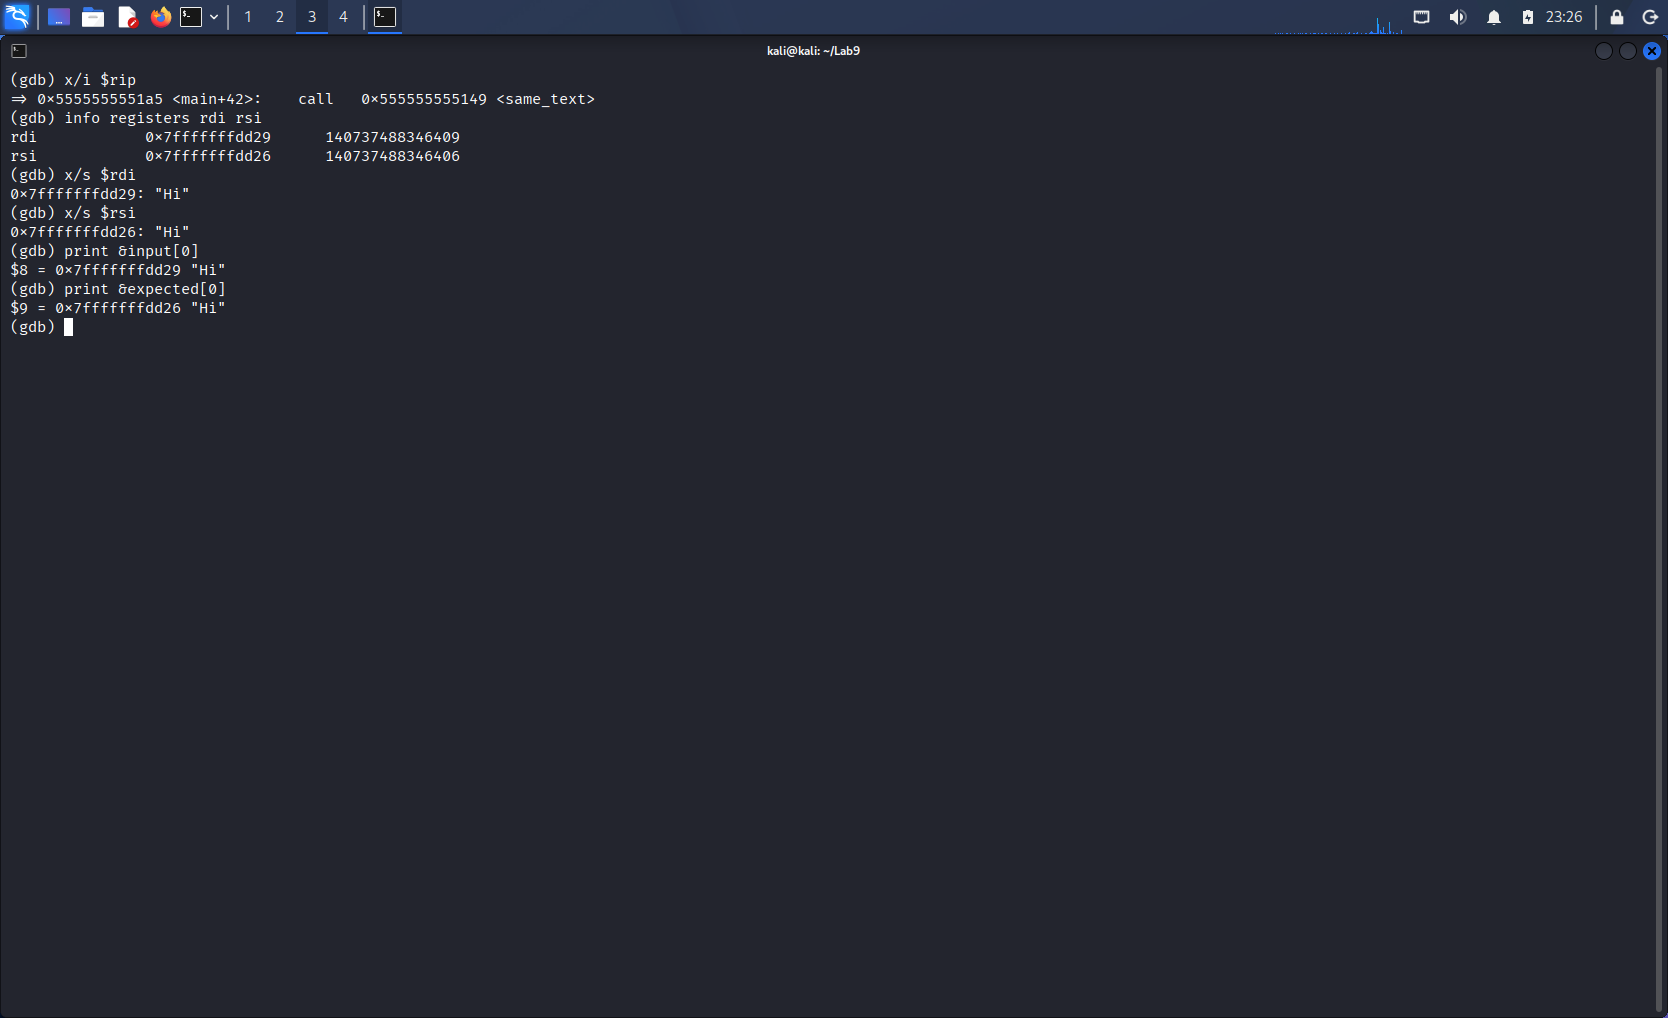 1 2 3 4 23:26
kali@kali: ~/Lab9
(gdb) x/i $rip
=> 0x5555555551a5 <main+42>:    call   0x555555555149 <same_text>
(gdb) info registers rdi rsi
rdi            0x7fffffffdd29      140737488346409
rsi            0x7fffffffdd26      140737488346406
(gdb) x/s $rdi
0x7fffffffdd29: "Hi"
(gdb) x/s $rsi
0x7fffffffdd26: "Hi"
(gdb) print &input[0]
$8 = 0x7fffffffdd29 "Hi"
(gdb) print &expected[0]
$9 = 0x7fffffffdd26 "Hi"
(gdb)